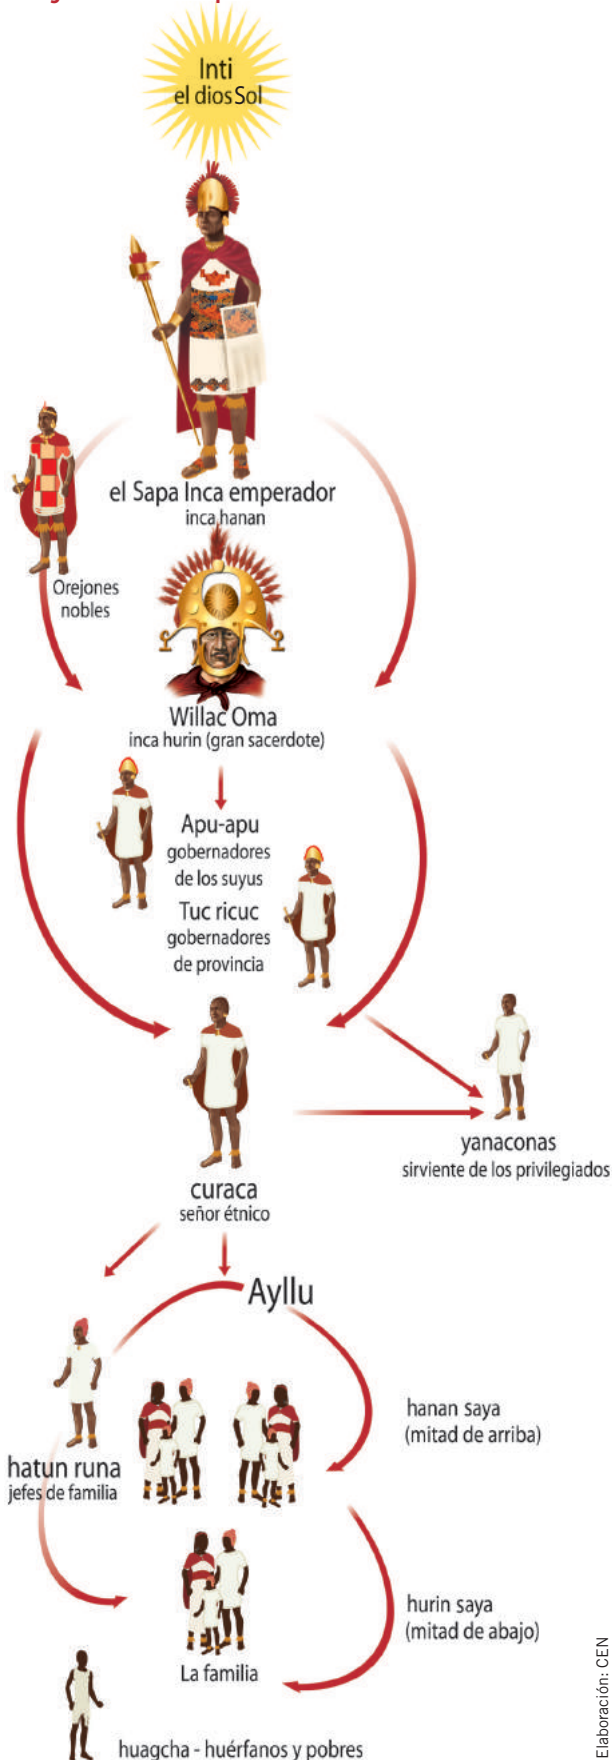 Inti
el dios Sol
el Sapa Inca emperador
inca hanan
Orejones
nobles
Willac Oma
inca hurin (gran sacerdote)
Apu-apu
gobernadores
de los suyus
Tuc ricuc
gobernadores
de provincia
yanaconas
sirviente de los privilegiados
curaca
señor étnico
Ayllu
hanan saya
(mitad de arriba)
hatun runa
jefes de familia
hurin saya
(mitad de abajo)
La familia
huagcha - huérfanos y pobres
Elaboración: CEN